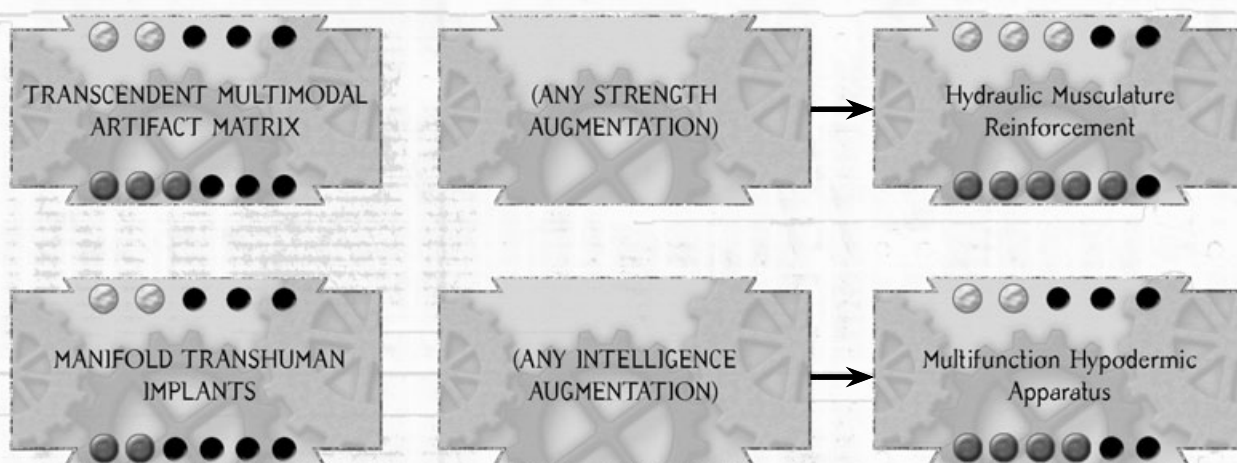 TRANSCENDENT MULTIMODAL
ARTIFACT MATRIX
(ANY STRENGTH
AUGMENTATION)
Hydraulic Musculature
Reinforcement
MANIFOLD TRANSHUMAN
IMPLANTS
(ANY INTELLIGENCE
AUGMENTATION)
Multifunction Hypodermic
Apparatus